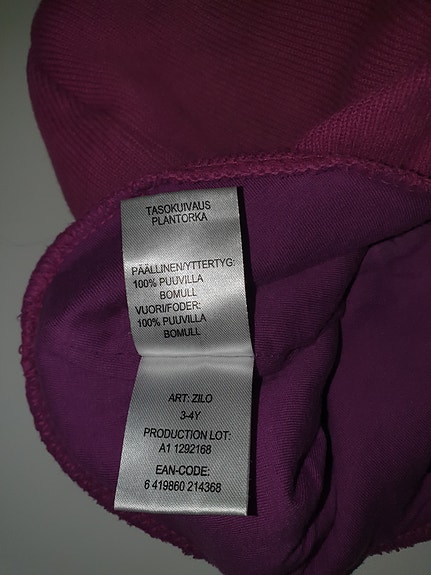 TASOKUIVAUS
PLANTORKA
PÄÄLLINEN/YTTERTYG:
100% PUUVILLA
BOMULL
VUORI/FODER:
100% PUUVILLA
BOMULL
ART: ZILO
3-4Y
PRODUCTION LOT:
A1 1292168
EAN-CODE:
6 419860 214368